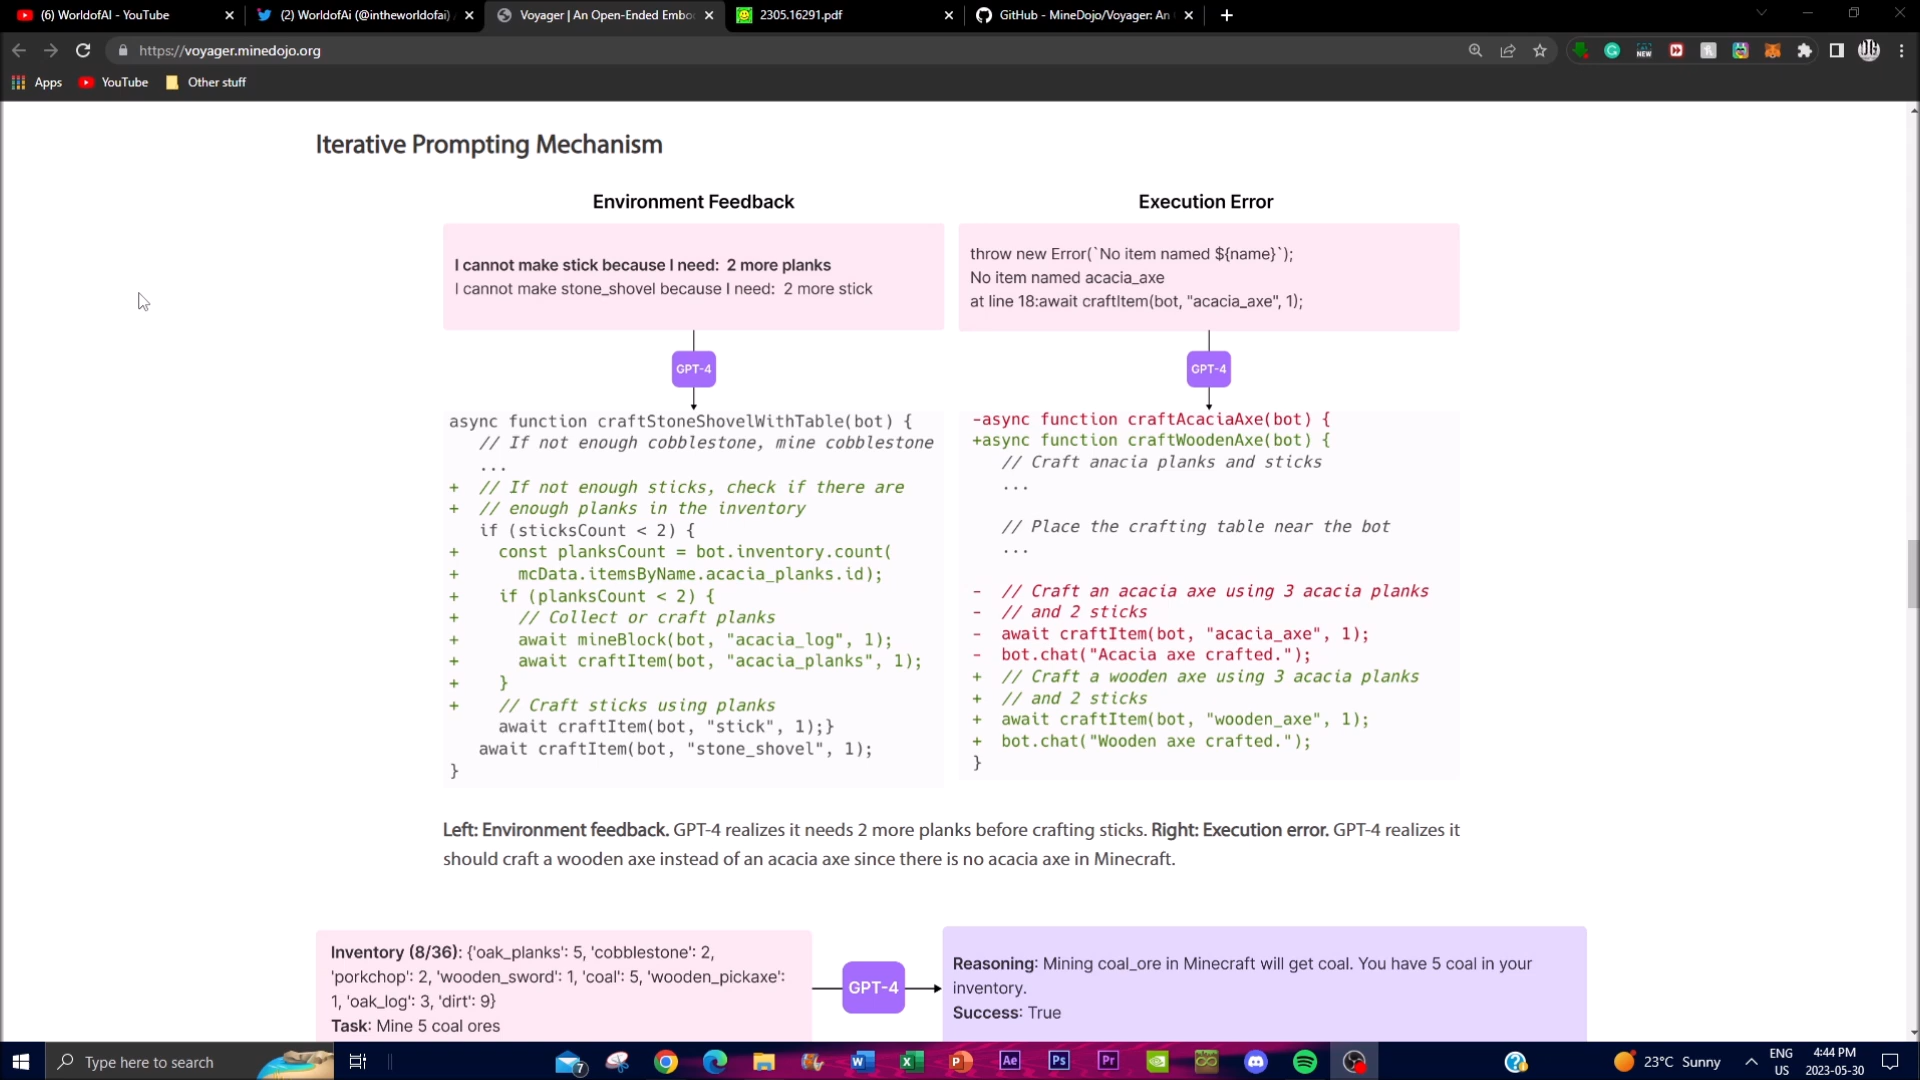 (6) WorldofAI - YouTube
(2) WorldofAi (@intheworldofai)
Voyager | An Open-Ended Embo
2305.16291.pdf
GitHub - MineDojo/Voyager: An
https://voyager.minedojo.org
NEW
Apps
YouTube
Other stuff
Iterative Prompting Mechanism
Environment Feedback
I cannot make stick because I need:  2 more planks
I cannot make stone_shovel because I need:  2 more stick
GPT-4
async function craftStoneShovelWithTable(bot) {
// If not enough cobblestone, mine cobblestone
...
+ // If not enough sticks, check if there are
+ // enough planks in the inventory
if (sticksCount < 2) {
+ const planksCount = bot.inventory.count(
+ mcData.itemsByName.acacia_planks.id);
+ if (planksCount < 2) {
+ // Collect or craft planks
+ await mineBlock(bot, "acacia_log", 1);
+ await craftItem(bot, "acacia_planks", 1);
+ }
+ // Craft sticks using planks
await craftItem(bot, "stick", 1);}
await craftItem(bot, "stone_shovel", 1);
}
Execution Error
throw new Error(`No item named ${name}`);
No item named acacia_axe
at line 18:await craftItem(bot, "acacia_axe", 1);
GPT-4
-async function craftAcaciaAxe(bot) {
+async function craftWoodenAxe(bot) {
// Craft anacia planks and sticks
...
// Place the crafting table near the bot
...
- // Craft an acacia axe using 3 acacia planks
- // and 2 sticks
- await craftItem(bot, "acacia_axe", 1);
- bot.chat("Acacia axe crafted.");
+ // Craft a wooden axe using 3 acacia planks
+ // and 2 sticks
+ await craftItem(bot, "wooden_axe", 1);
+ bot.chat("Wooden axe crafted.");
}
Left: Environment feedback. GPT-4 realizes it needs 2 more planks before crafting sticks. Right: Execution error. GPT-4 realizes it
should craft a wooden axe instead of an acacia axe since there is no acacia axe in Minecraft.
Inventory (8/36): {'oak_planks': 5, 'cobblestone': 2,
'porkchop': 2, 'wooden_sword': 1, 'coal': 5, 'wooden_pickaxe':
1, 'oak_log': 3, 'dirt': 9}
Task: Mine 5 coal ores
GPT-4
Reasoning: Mining coal_ore in Minecraft will get coal. You have 5 coal in your
inventory.
Success: True
Type here to search
7
Ae
Ps
Pr
23°C Sunny
ENG
US
4:44 PM
2023-05-30